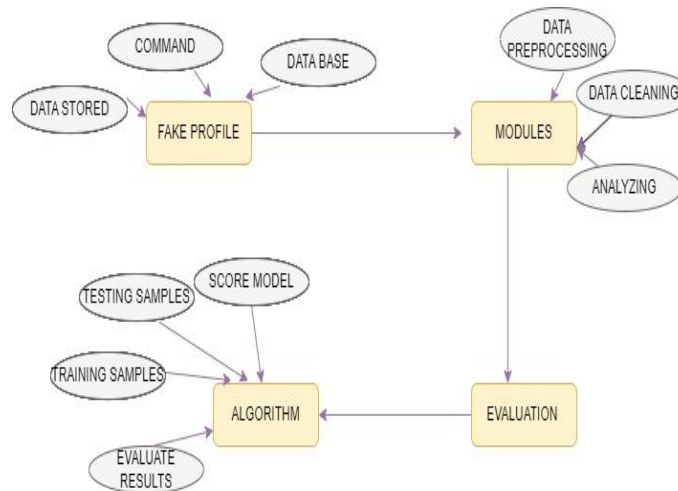 COMMAND
DATA BASE
DATA STORED
FAKE PROFILE
DATA
PREPROCESSING
DATA CLEANING
MODULES
ANALYZING
SCORE MODEL
TESTING SAMPLES
TRAINING SAMPLES
ALGORITHM
EVALUATION
EVALUATE
RESULTS